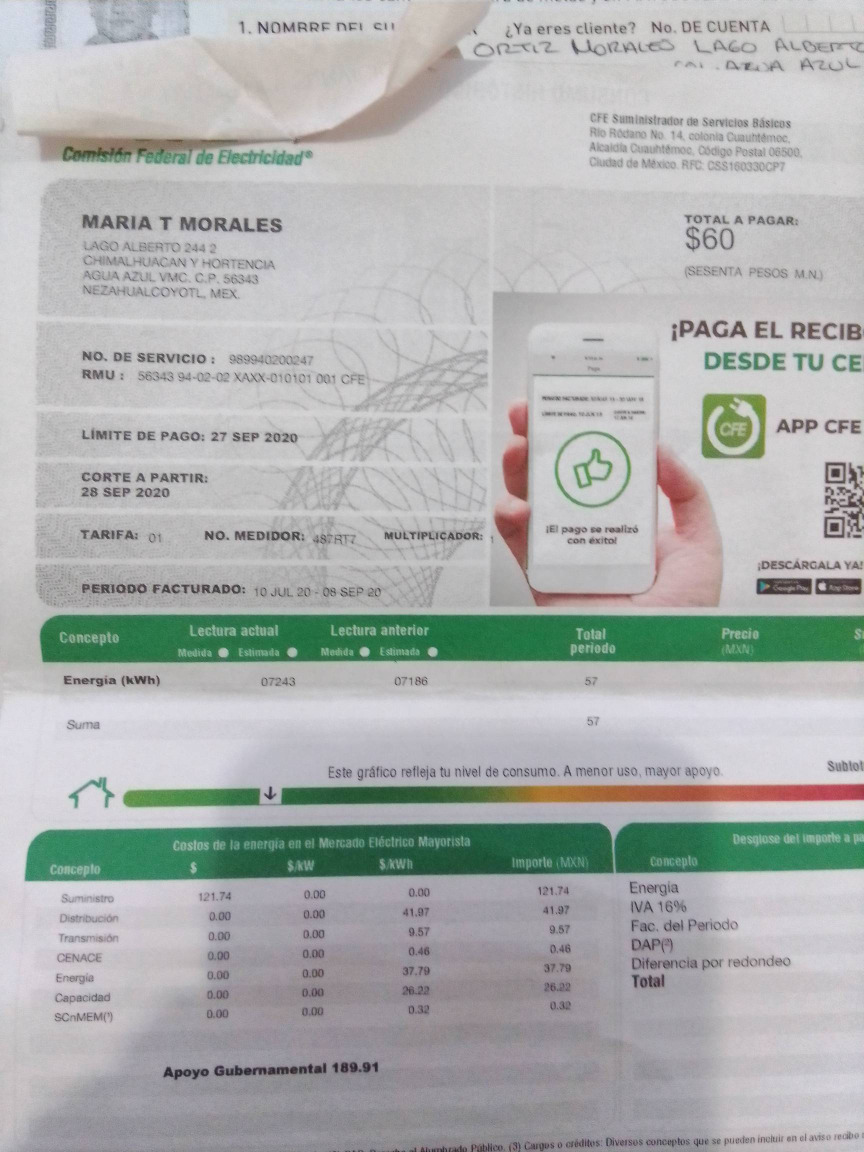 1. NOMBRE DEL SU
¿Ya eres cliente? No. DE CUENTA
ORTIZ MORALES LAGO ALBERTO
AZUL
Comisión Federal de Electricidad®
CFE Suministrador de Servicios Básicos
Río Ródano No. 14, colonia Cuauhtémoc,
Alcaldía Cuauhtémoc, Código Postal 06500,
Ciudad de México. RFC: CSS160330CP7
MARIA T MORALES
LAGO ALBERTO 244 2
CHIMALHUACAN Y HORTENCIA
AGUA AZUL VMC. C.P. 56343
NEZAHUALCOYOTL, MEX.
TOTAL A PAGAR:
$60
(SESENTA PESOS M.N.)
NO. DE SERVICIO : 989940200247
RMU : 56343 94-02-02 XAXX-010101 001 CFE
LÍMITE DE PAGO: 27 SEP 2020
CORTE A PARTIR:
28 SEP 2020
TARIFA: 01 NO. MEDIDOR: 487RT7 MULTIPLICADOR: 1
PERIODO FACTURADO: 10 JUL 20 - 08 SEP 20
¡PAGA EL RECIB
DESDE TU CE
Pago
¡El pago se realizó
con éxito!
CFE
APP CFE
¡DESCÁRGALA YA!
Google Play App Store
Concepto Lectura actual Lectura anterior Total periodo Precio (MXN) S
Medida Estimada Medida Estimada
Energía (kWh) 07243 07186 57
Suma 57
Este gráfico refleja tu nivel de consumo. A menor uso, mayor apoyo.
Subtot
Costos de la energía en el Mercado Eléctrico Mayorista
Concepto $ $/kW $/kWh Importe (MXN)
Suministro 121.74 0.00 0.00 121.74
Distribución 0.00 0.00 41.97 41.97
Transmisión 0.00 0.00 9.57 9.57
CENACE 0.00 0.00 0.46 0.46
Energía 0.00 0.00 37.79 37.79
Capacidad 0.00 0.00 26.22 26.22
SCnMEM(¹) 0.00 0.00 0.32 0.32
Apoyo Gubernamental 189.91
Desglose del importe a pa
Concepto
Energía
IVA 16%
Fac. del Periodo
DAP(²)
Diferencia por redondeo
Total
Alumbrado Público. (3) Cargos o créditos: Diversos conceptos que se pueden incluir en el aviso recibo